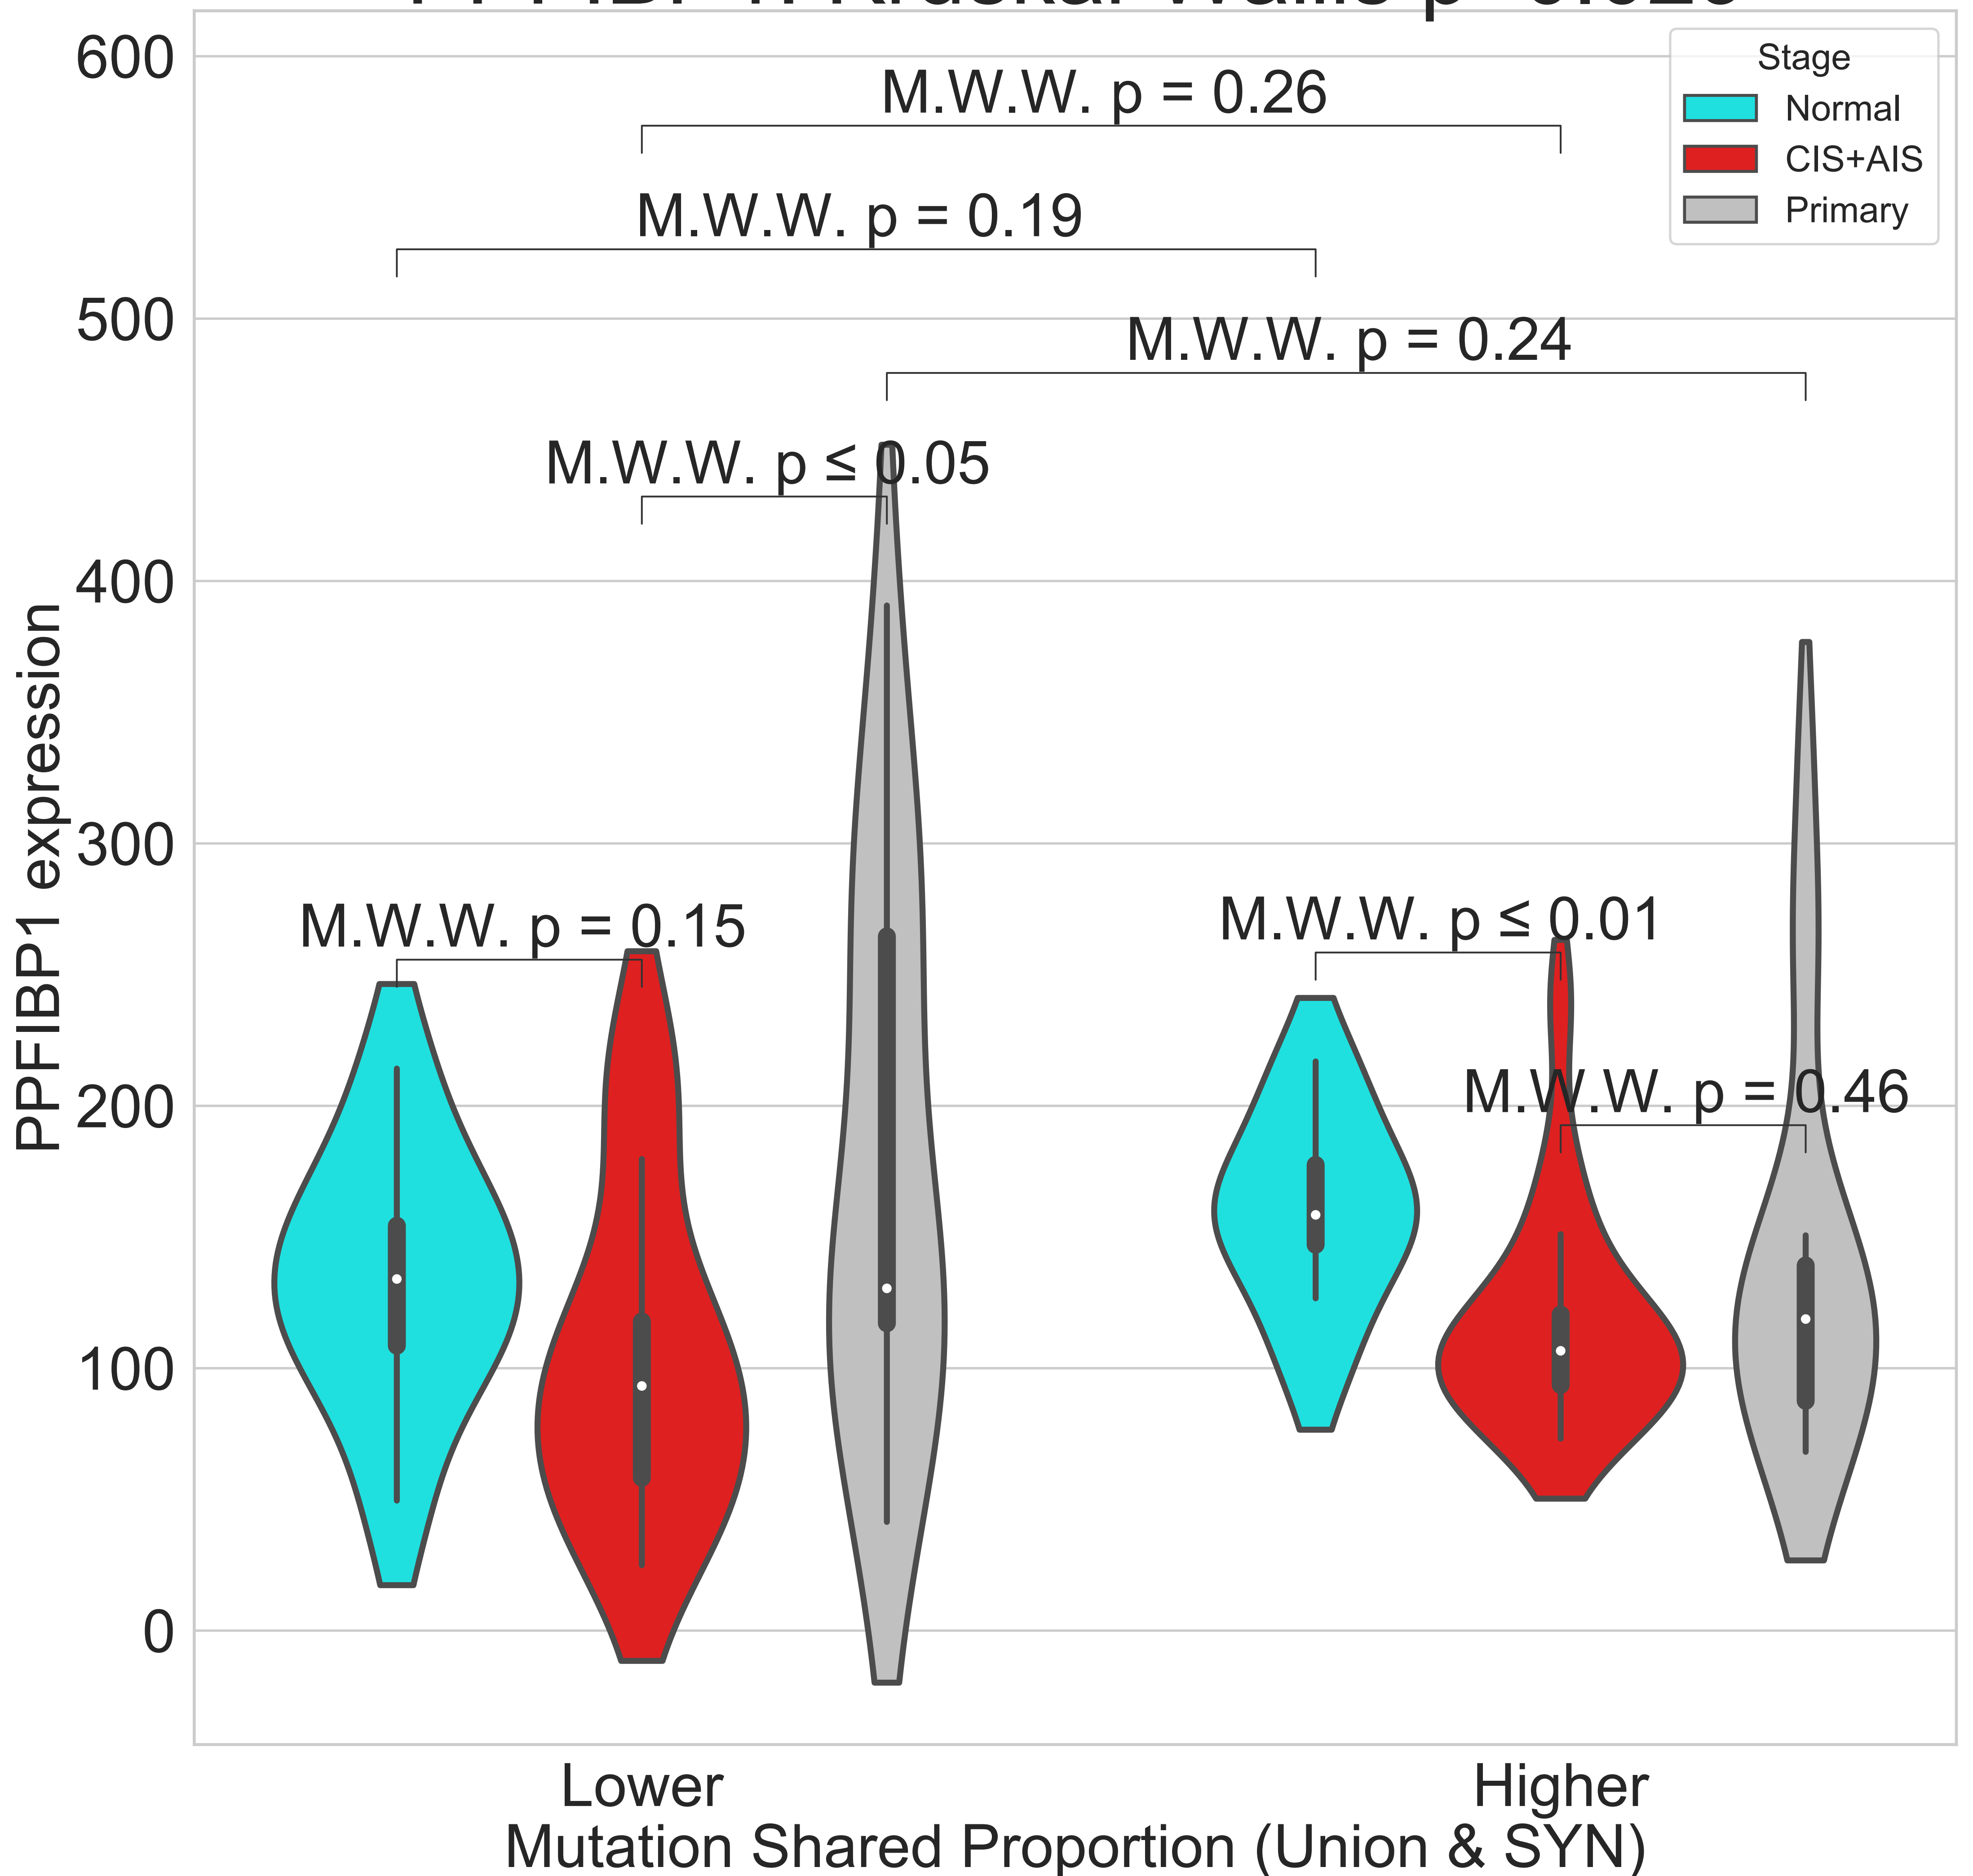 600
500
400
300
200
100
0
PPFIBP1 expression
Stage
Normal
CIS+AIS
Primary
M.W.W. p = 0.26
M.W.W. p = 0.19
M.W.W. p = 0.24
M.W.W. p ≤ 0.05
M.W.W. p = 0.15
M.W.W. p ≤ 0.01
M.W.W. p = 0.46
Lower
Higher
Mutation Shared Proportion (Union & SYN)